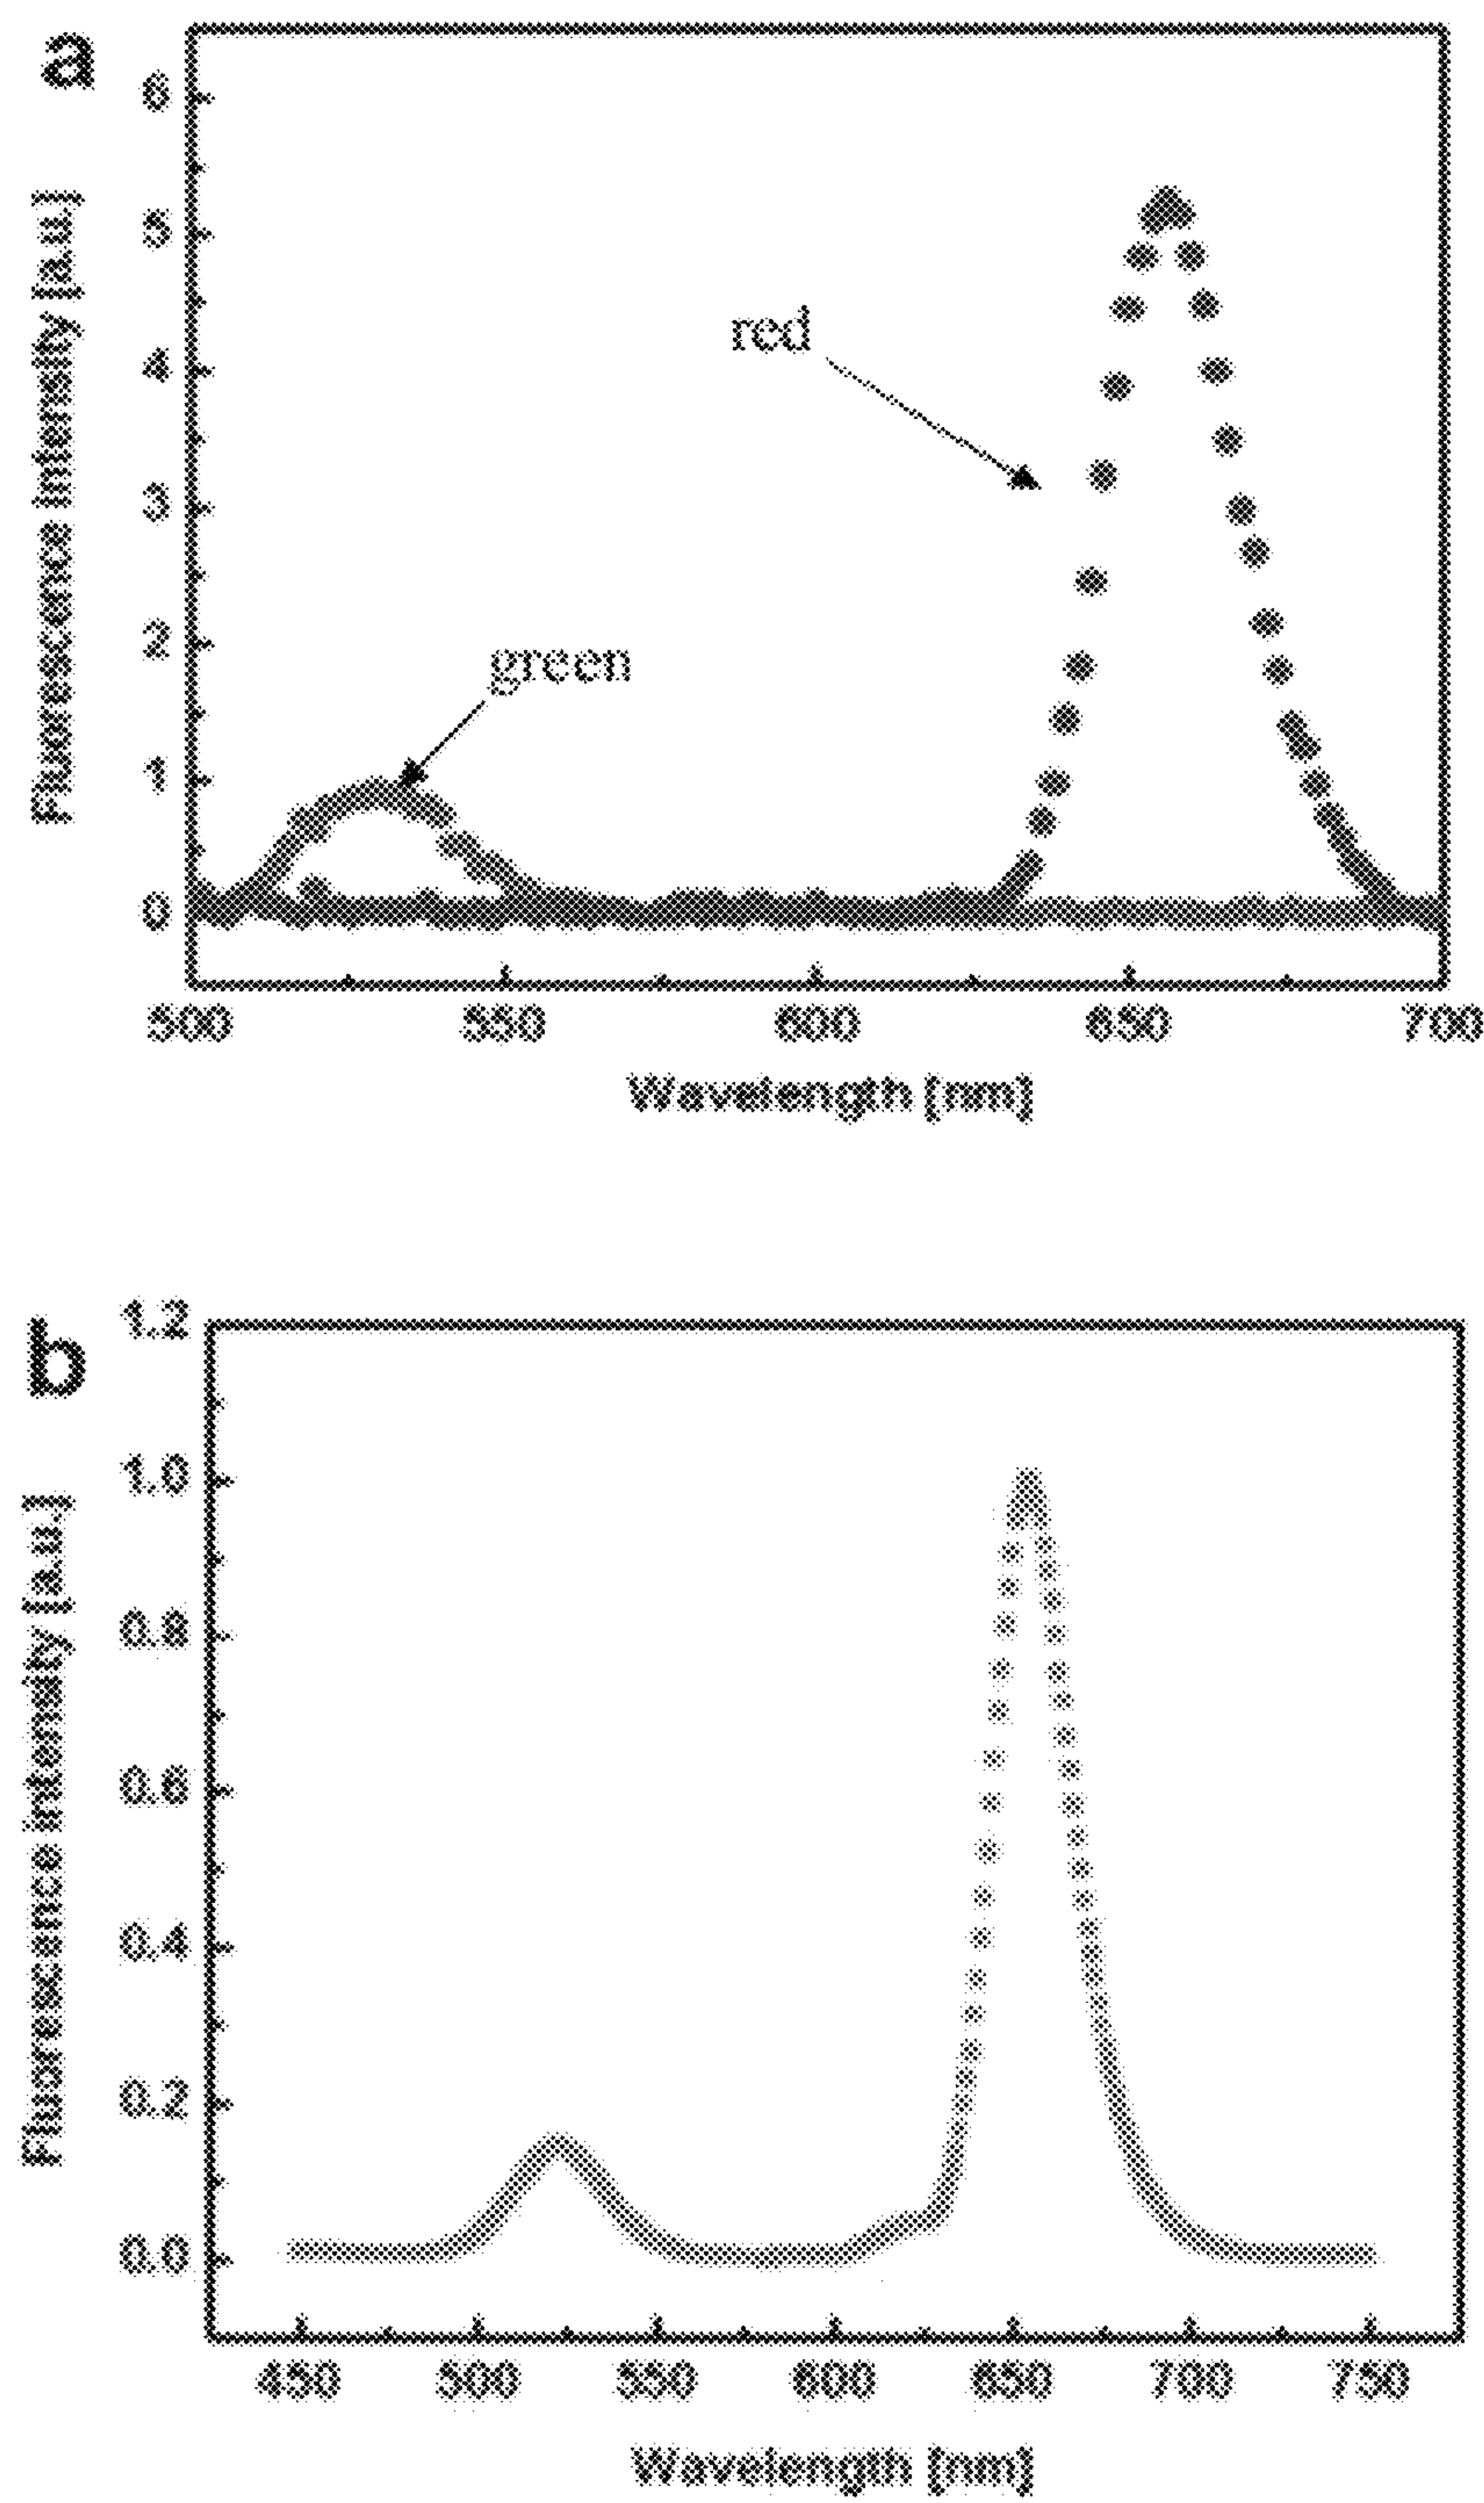 a
Fluorescence intensity [a.u.]
6
5
4
3
2
1
0
red
green
500 550 600 650 700
Wavelength [nm]
b
Fluorescence intensity [a.u.]
1.2
1.0
0.8
0.6
0.4
0.2
0.0
450 500 550 600 650 700 750
Wavelength [nm]